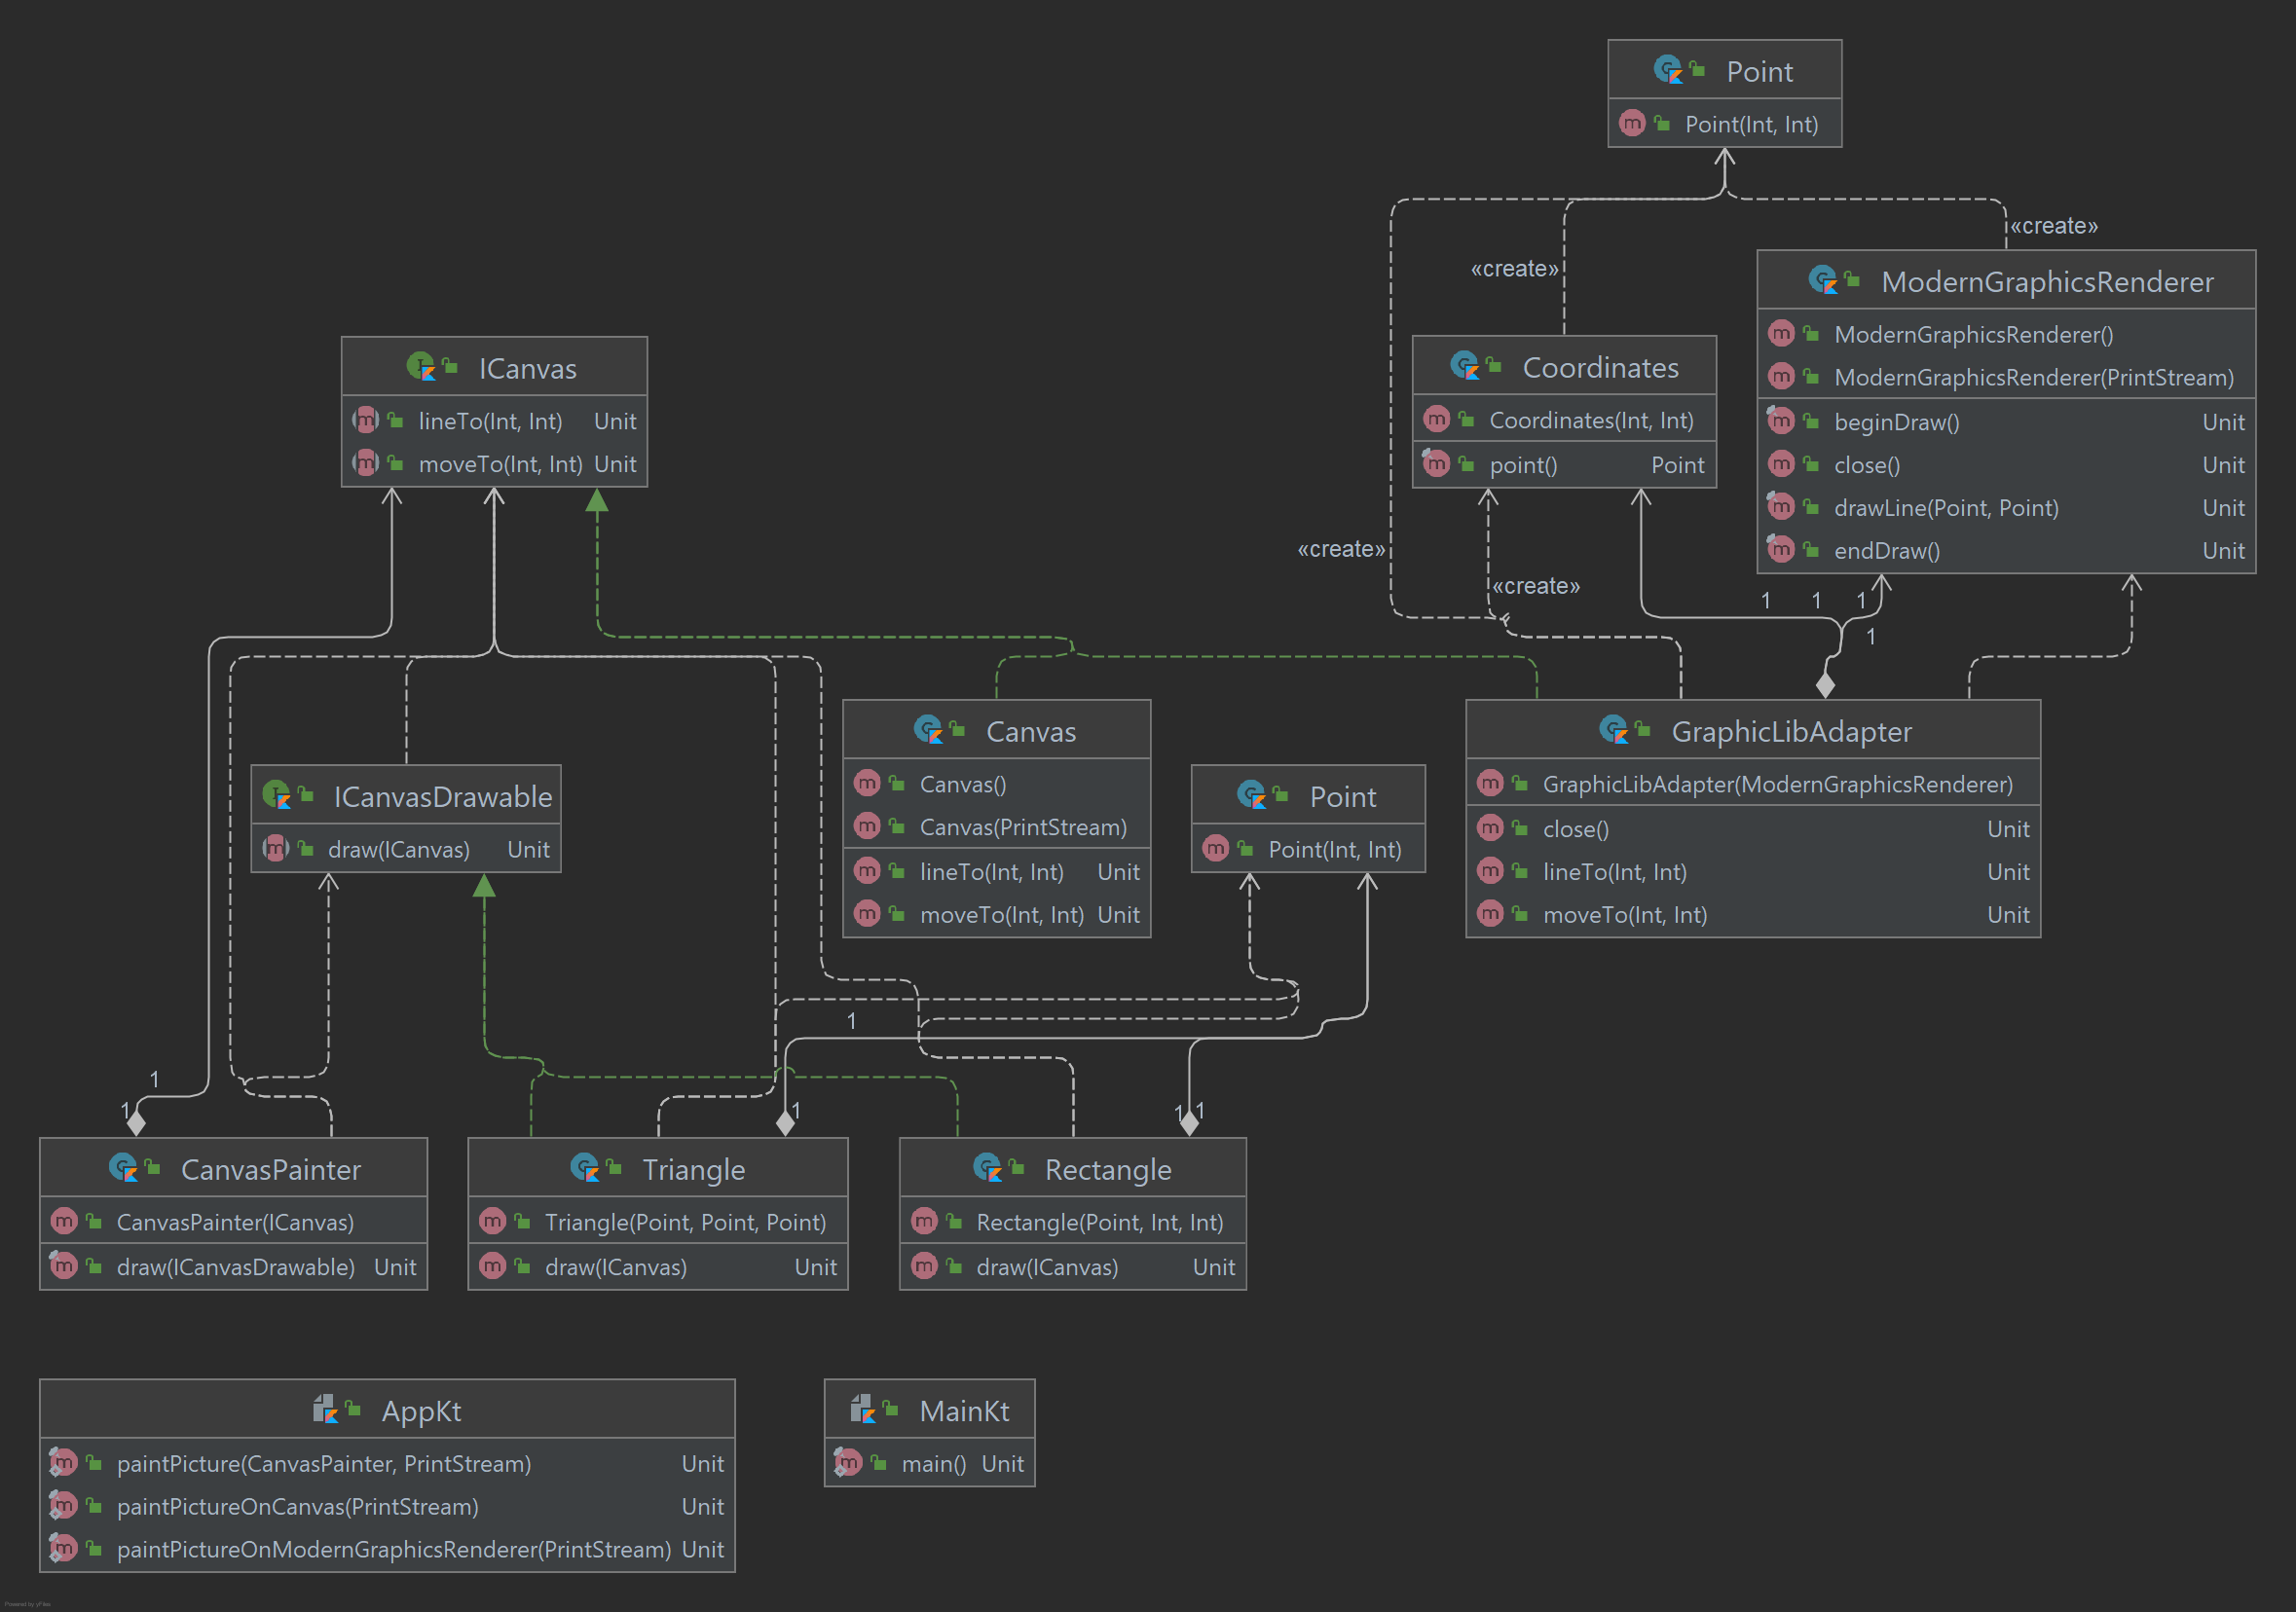 Point
Point(Int, Int)
«create»
ModernGraphicsRenderer
ModernGraphicsRenderer()
ModernGraphicsRenderer(PrintStream)
beginDraw() Unit
close() Unit
drawLine(Point, Point) Unit
endDraw() Unit
«create»
Coordinates
Coordinates(Int, Int)
point() Point
ICanvas
lineTo(Int, Int) Unit
moveTo(Int, Int) Unit
«create»
«create»
1 1 1
1
Canvas
Canvas()
Canvas(PrintStream)
lineTo(Int, Int) Unit
moveTo(Int, Int) Unit
GraphicLibAdapter
GraphicLibAdapter(ModernGraphicsRenderer)
close() Unit
lineTo(Int, Int) Unit
moveTo(Int, Int) Unit
ICanvasDrawable
draw(ICanvas) Unit
Point
Point(Int, Int)
1
1
1 1 1 1
CanvasPainter
CanvasPainter(ICanvas)
draw(ICanvasDrawable) Unit
Triangle
Triangle(Point, Point, Point)
draw(ICanvas) Unit
Rectangle
Rectangle(Point, Int, Int)
draw(ICanvas) Unit
AppKt
paintPicture(CanvasPainter, PrintStream) Unit
paintPictureOnCanvas(PrintStream) Unit
paintPictureOnModernGraphicsRenderer(PrintStream) Unit
MainKt
main() Unit
Powered by yFiles